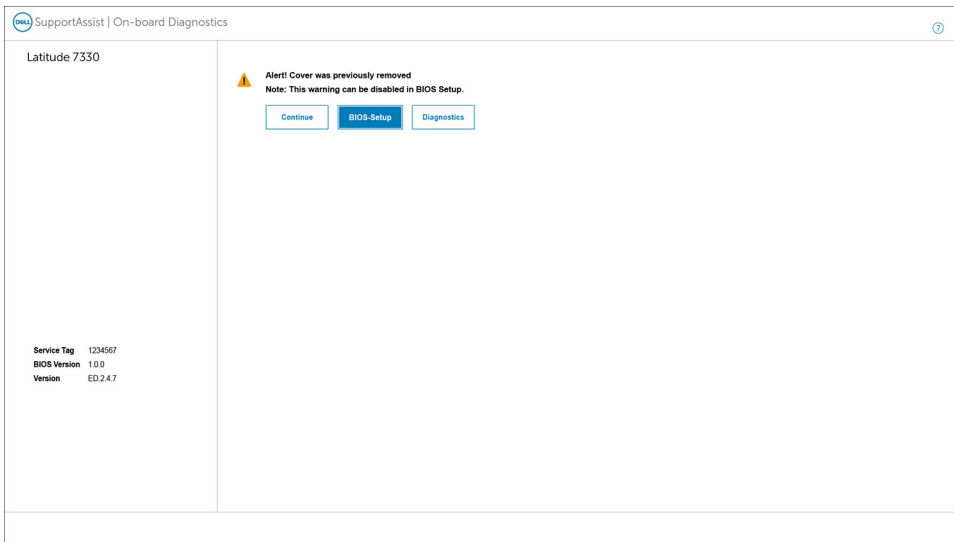 DELL SupportAssist | On-board Diagnostics
?
Latitude 7330
Alert! Cover was previously removed
Note: This warning can be disabled in BIOS Setup.
Continue BIOS-Setup Diagnostics
Service Tag 1234567
BIOS Version 1.0.0
Version ED.2.4.7